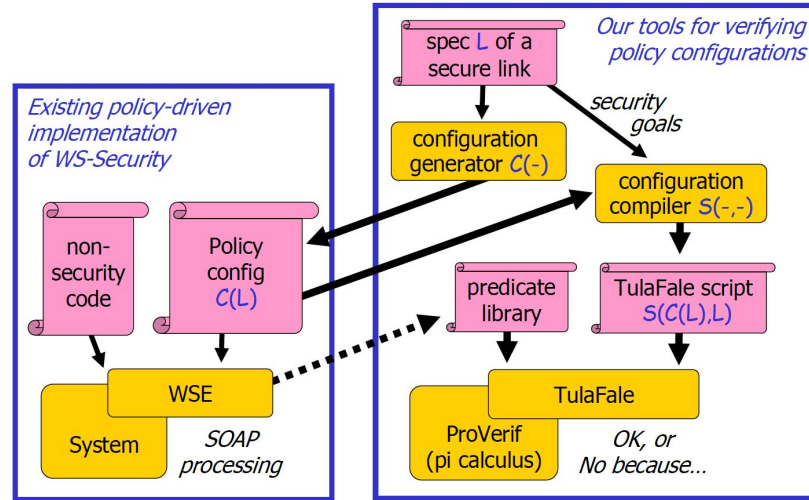 Existing policy-driven
implementation
of WS-Security
non-
security
code
Policy
config
C(L)
WSE
System
SOAP
processing
Our tools for verifying
policy configurations
spec L of a
secure link
security
goals
configuration
generator C(-)
configuration
compiler S(-,-)
predicate
library
TulaFale script
S(C(L),L)
TulaFale
ProVerif
(pi calculus)
OK, or
No because…